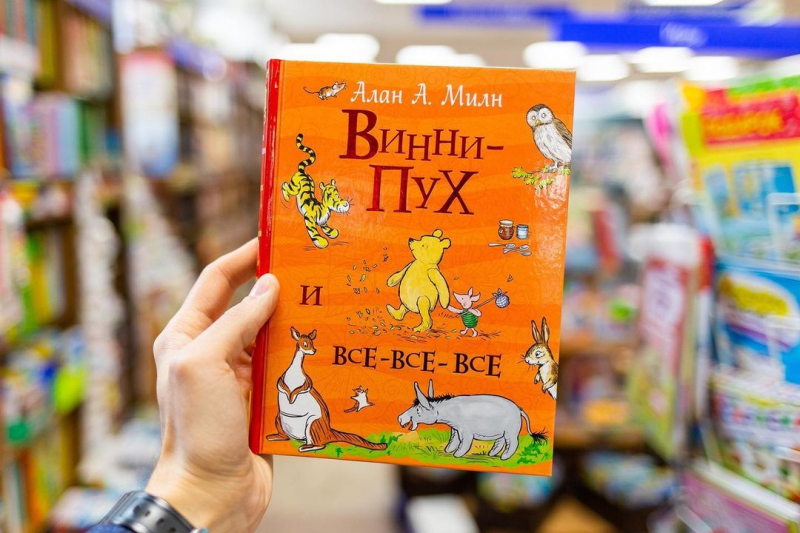 Алан А. Милн
Винни-
Пух
и
все-все-все